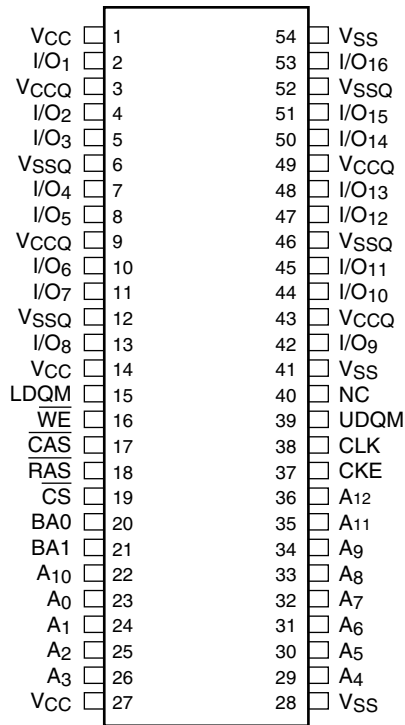 VCC 1 54 VSS
I/O1 2 53 I/O16
VCCQ 3 52 VSSQ
I/O2 4 51 I/O15
I/O3 5 50 I/O14
VSSQ 6 49 VCCQ
I/O4 7 48 I/O13
I/O5 8 47 I/O12
VCCQ 9 46 VSSQ
I/O6 10 45 I/O11
I/O7 11 44 I/O10
VSSQ 12 43 VCCQ
I/O8 13 42 I/O9
VCC 14 41 VSS
LDQM 15 40 NC
W̅E̅ 16 39 UDQM
C̅A̅S̅ 17 38 CLK
R̅A̅S̅ 18 37 CKE
C̅S̅ 19 36 A12
BA0 20 35 A11
BA1 21 34 A9
A10 22 33 A8
A0 23 32 A7
A1 24 31 A6
A2 25 30 A5
A3 26 29 A4
VCC 27 28 VSS